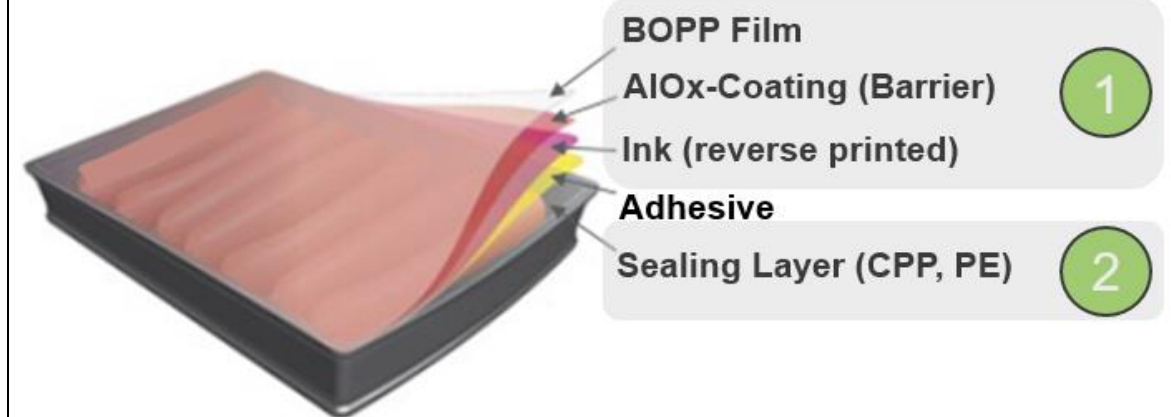 BOPP Film
AlOx-Coating (Barrier)
1
Ink (reverse printed)
Adhesive
Sealing Layer (CPP, PE)
2